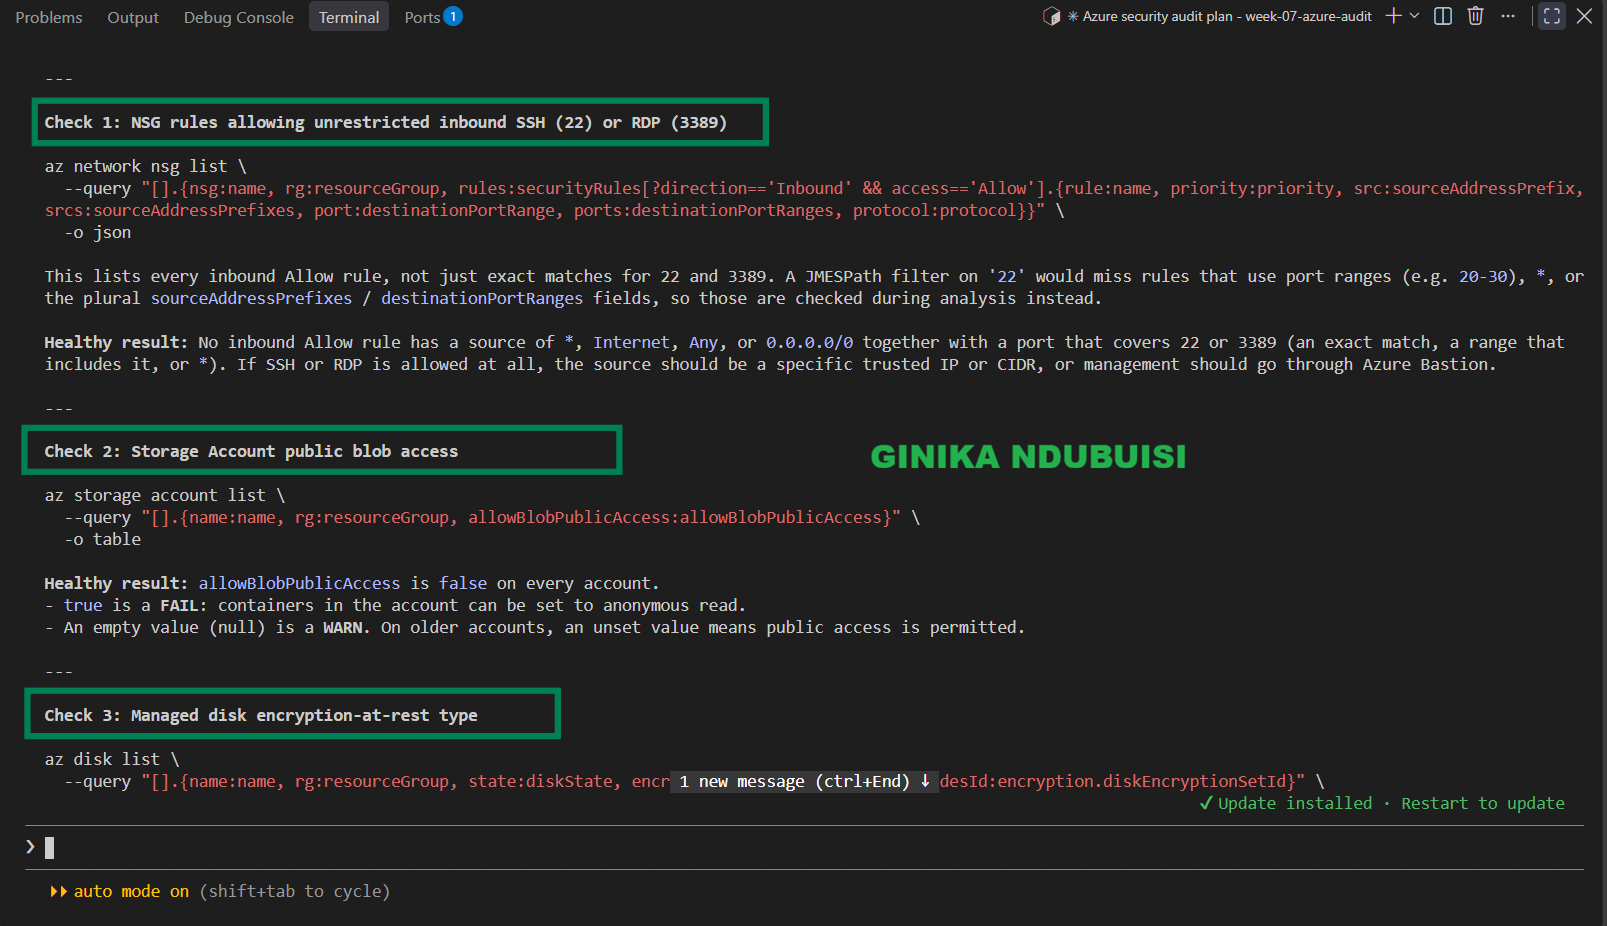 Problems Output Debug Console Terminal Ports 1 ✳ Azure security audit plan - week-07-azure-audit
---
Check 1: NSG rules allowing unrestricted inbound SSH (22) or RDP (3389)
az network nsg list \
--query "[].{nsg:name, rg:resourceGroup, rules:securityRules[?direction=='Inbound' && access=='Allow'].{rule:name, priority:priority, src:sourceAddressPrefix,
srcs:sourceAddressPrefixes, port:destinationPortRange, ports:destinationPortRanges, protocol:protocol}}" \
-o json
This lists every inbound Allow rule, not just exact matches for 22 and 3389. A JMESPath filter on '22' would miss rules that use port ranges (e.g. 20-30), *, or
the plural sourceAddressPrefixes / destinationPortRanges fields, so those are checked during analysis instead.
Healthy result: No inbound Allow rule has a source of *, Internet, Any, or 0.0.0.0/0 together with a port that covers 22 or 3389 (an exact match, a range that
includes it, or *). If SSH or RDP is allowed at all, the source should be a specific trusted IP or CIDR, or management should go through Azure Bastion.
---
Check 2: Storage Account public blob access
GINIKA NDUBUISI
az storage account list \
--query "[].{name:name, rg:resourceGroup, allowBlobPublicAccess:allowBlobPublicAccess}" \
-o table
Healthy result: allowBlobPublicAccess is false on every account.
- true is a FAIL: containers in the account can be set to anonymous read.
- An empty value (null) is a WARN. On older accounts, an unset value means public access is permitted.
---
Check 3: Managed disk encryption-at-rest type
az disk list \
--query "[].{name:name, rg:resourceGroup, state:diskState, encr 1 new message (ctrl+End) ↓ desId:encryption.diskEncryptionSetId}" \
✓ Update installed · Restart to update
❯
⏵⏵ auto mode on (shift+tab to cycle)